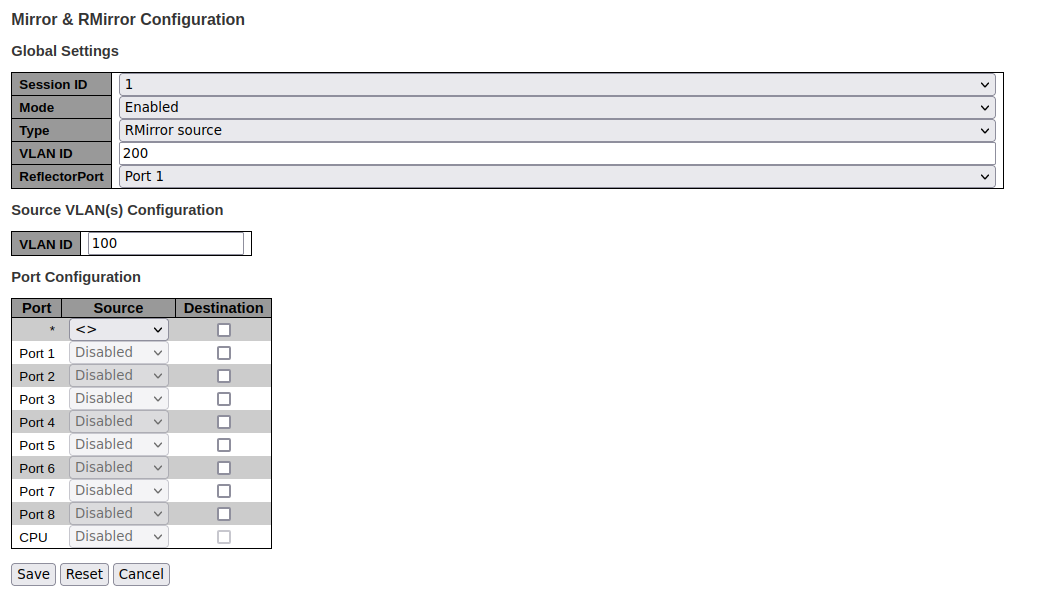 Mirror & RMirror Configuration
Global Settings
Session ID 1
Mode Enabled
Type RMirror source
VLAN ID 200
ReflectorPort Port 1
Source VLAN(s) Configuration
VLAN ID 100
Port Configuration
Port Source Destination
* <>
Port 1 Disabled
Port 2 Disabled
Port 3 Disabled
Port 4 Disabled
Port 5 Disabled
Port 6 Disabled
Port 7 Disabled
Port 8 Disabled
CPU Disabled
Save Reset Cancel